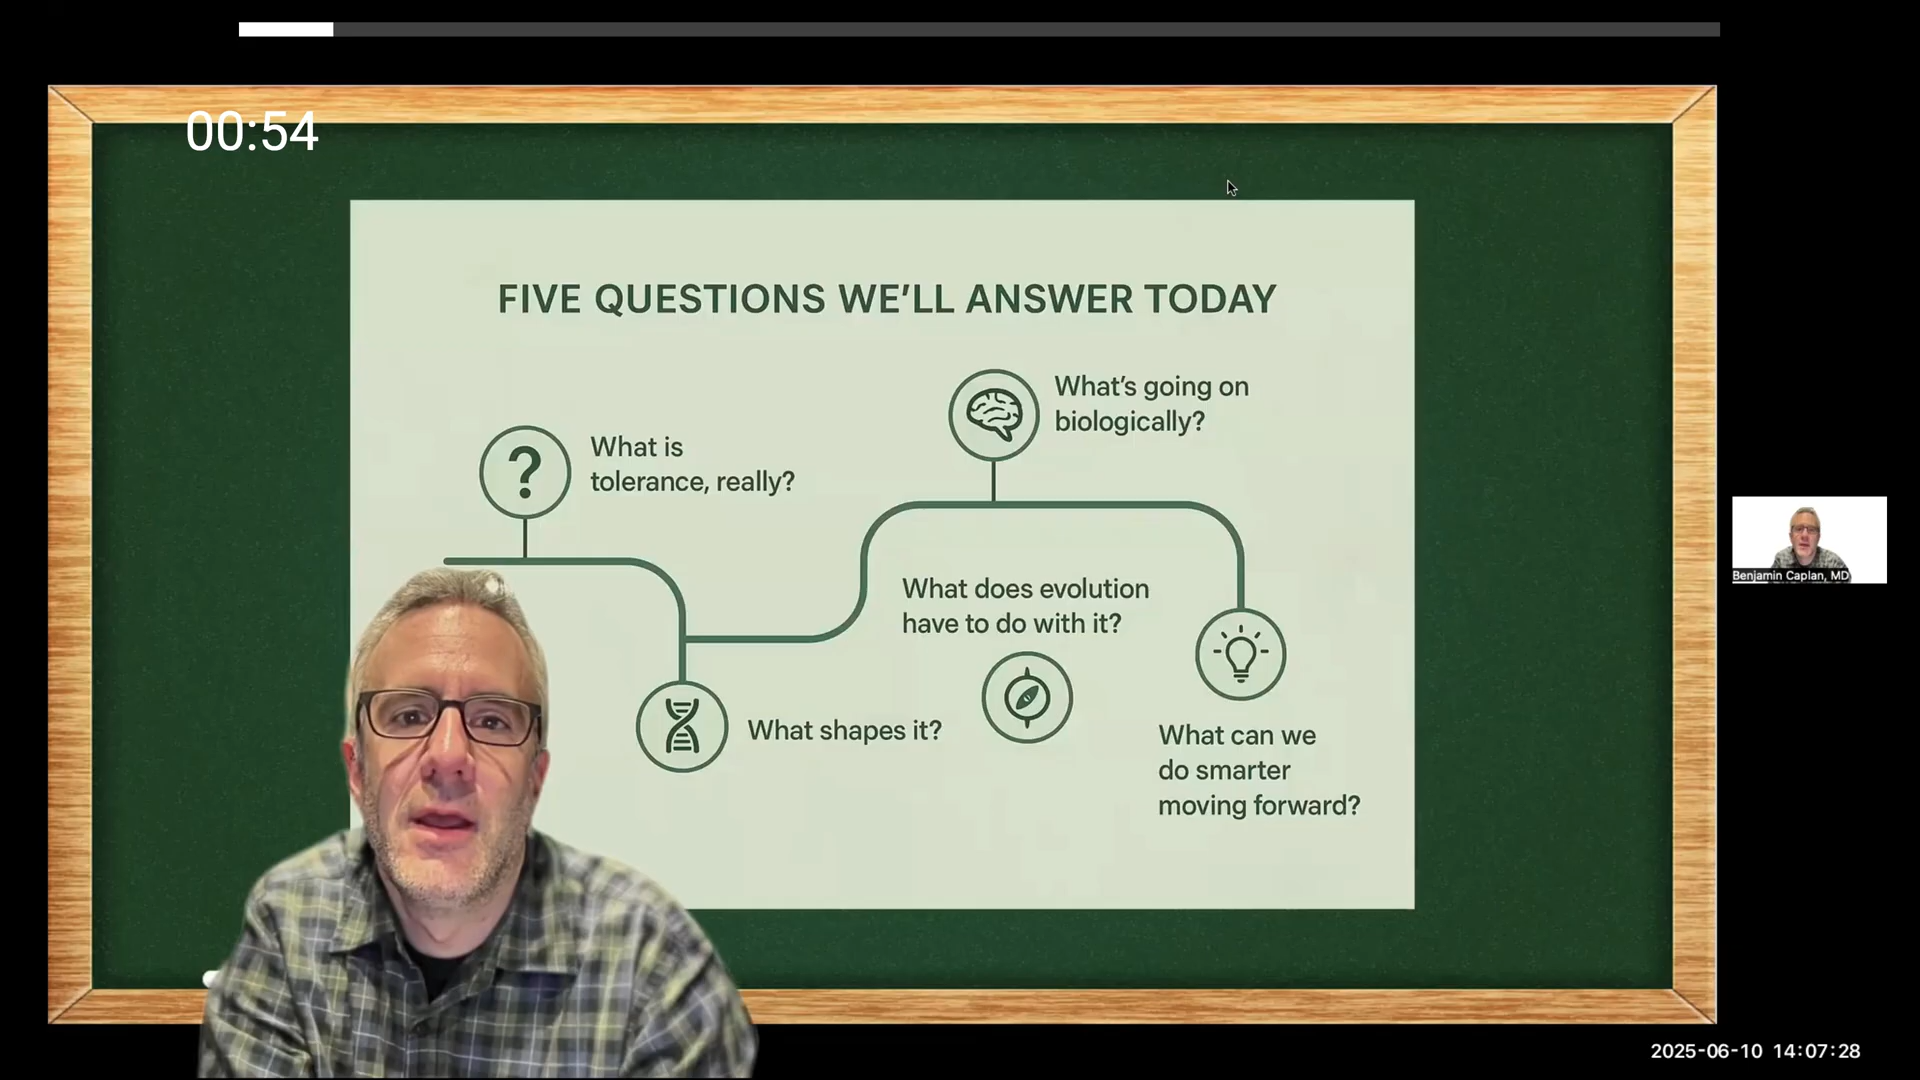 00:54
FIVE QUESTIONS WE'LL ANSWER TODAY
What is
tolerance, really?
What shapes it?
What's going on
biologically?
What does evolution
have to do with it?
What can we
do smarter
moving forward?
Benjamin Caplan, MD
2025-06-10 14:07:28